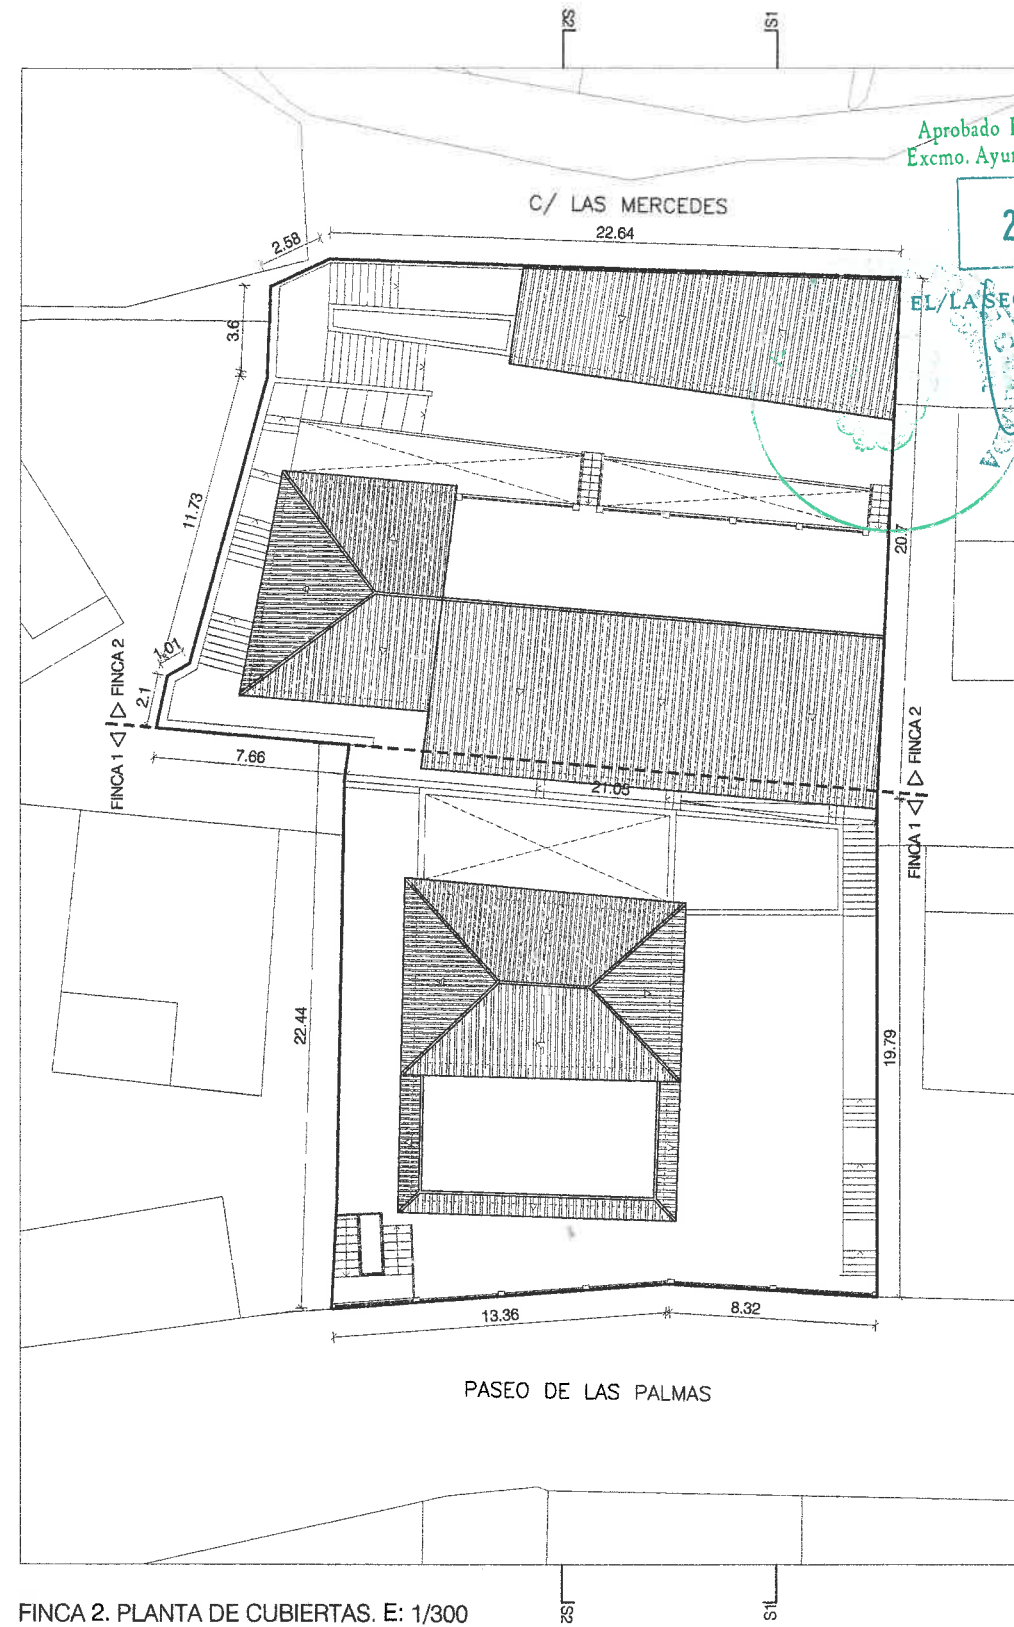 S2
S1
Aprobado
Excmo.
C/ LAS MERCEDES
2
2.58
22.64
EL/LA
3.6
11.73
20.7
1.01
2.1
FINCA 1 FINCA 2
FINCA 1 FINCA 2
7.66
21.05
22.44
19.79
13.36
8.32
PASEO DE LAS PALMAS
S2
S1
FINCA 2. PLANTA DE CUBIERTAS. E: 1/300